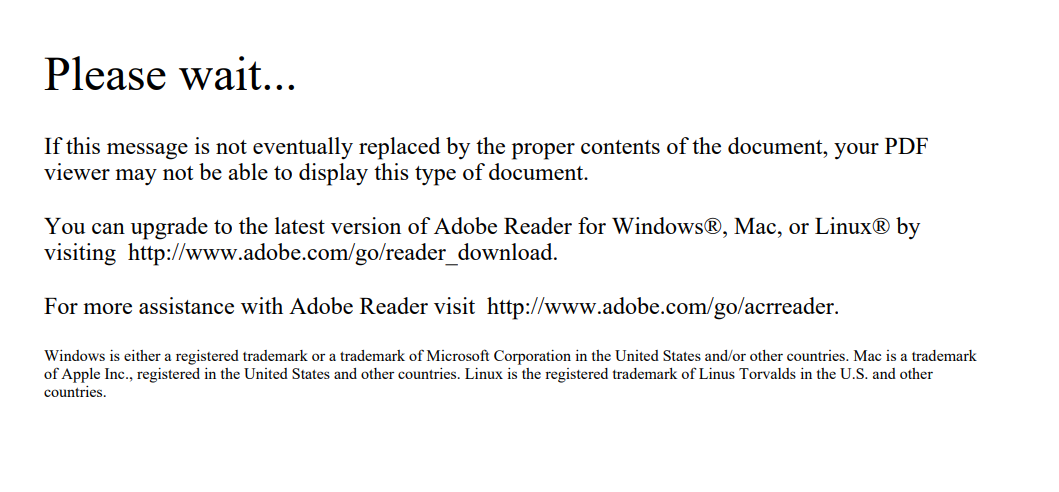 Please wait...
If this message is not eventually replaced by the proper contents of the document, your PDF
viewer may not be able to display this type of document.
You can upgrade to the latest version of Adobe Reader for Windows®, Mac, or Linux® by
visiting  http://www.adobe.com/go/reader_download.
For more assistance with Adobe Reader visit  http://www.adobe.com/go/acrreader.
Windows is either a registered trademark or a trademark of Microsoft Corporation in the United States and/or other countries. Mac is a trademark
of Apple Inc., registered in the United States and other countries. Linux is the registered trademark of Linus Torvalds in the U.S. and other
countries.